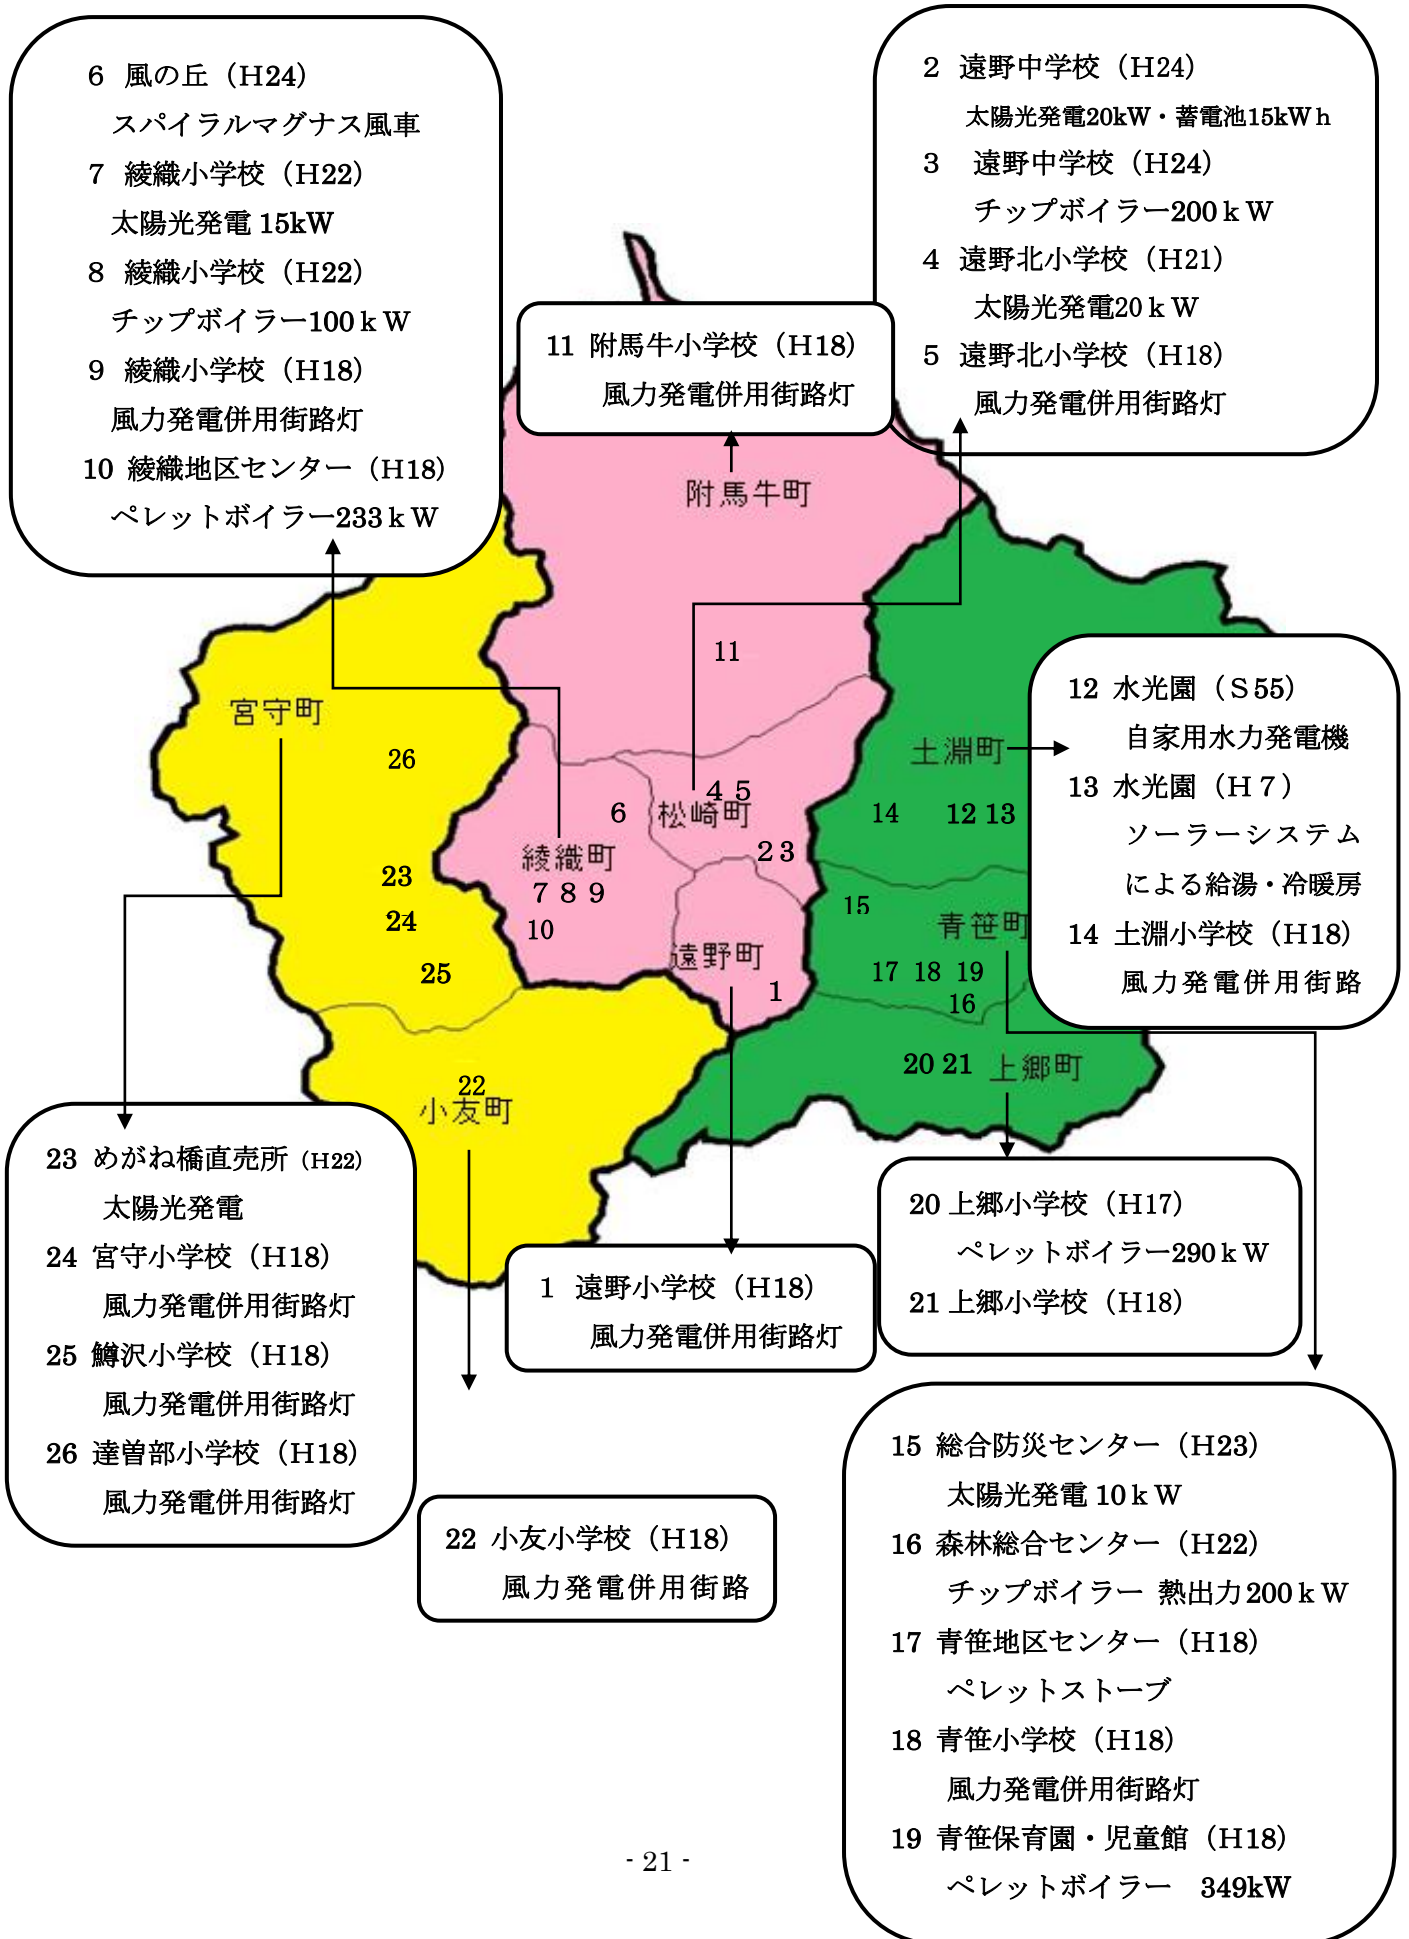 6 風の丘（H24）
スパイラルマグナス風車
7 綾織小学校（H22）
太陽光発電 15kW
8 綾織小学校（H22）
チップボイラー100ｋW
9 綾織小学校（H18）
風力発電併用街路灯
10 綾織地区センター（H18）
ペレットボイラー233ｋW
2 遠野中学校（H24）
太陽光発電20kW・蓄電池15kWｈ
3 遠野中学校（H24）
チップボイラー200ｋW
4 遠野北小学校（H21）
太陽光発電20ｋW
5 遠野北小学校（H18）
風力発電併用街路灯
11 附馬牛小学校（H18）
風力発電併用街路灯
附馬牛町
11
宮守町
26
23
24
25
6
松崎町
4 5
2 3
綾織町
7 8 9
10
遠野町
1
土淵町
14
12 13
15
青笹町
17 18 19
16
20 21
上郷町
22
小友町
12 水光園（Ｓ55）
自家用水力発電機
13 水光園（H７）
ソーラーシステム
による給湯・冷暖房
14 土淵小学校（H18）
風力発電併用街路
23 めがね橋直売所（H22）
太陽光発電
24 宮守小学校（H18）
風力発電併用街路灯
25 鱒沢小学校（H18）
風力発電併用街路灯
26 達曽部小学校（H18）
風力発電併用街路灯
1 遠野小学校（H18）
風力発電併用街路灯
20 上郷小学校（H17）
ペレットボイラー290ｋW
21 上郷小学校（H18）
22 小友小学校（H18）
風力発電併用街路
15 総合防災センター（H23）
太陽光発電 10ｋW
16 森林総合センター（H22）
チップボイラー 熱出力200ｋW
17 青笹地区センター（H18）
ペレットストーブ
18 青笹小学校（H18）
風力発電併用街路灯
19 青笹保育園・児童館（H18）
ペレットボイラー 349kW
- 21 -